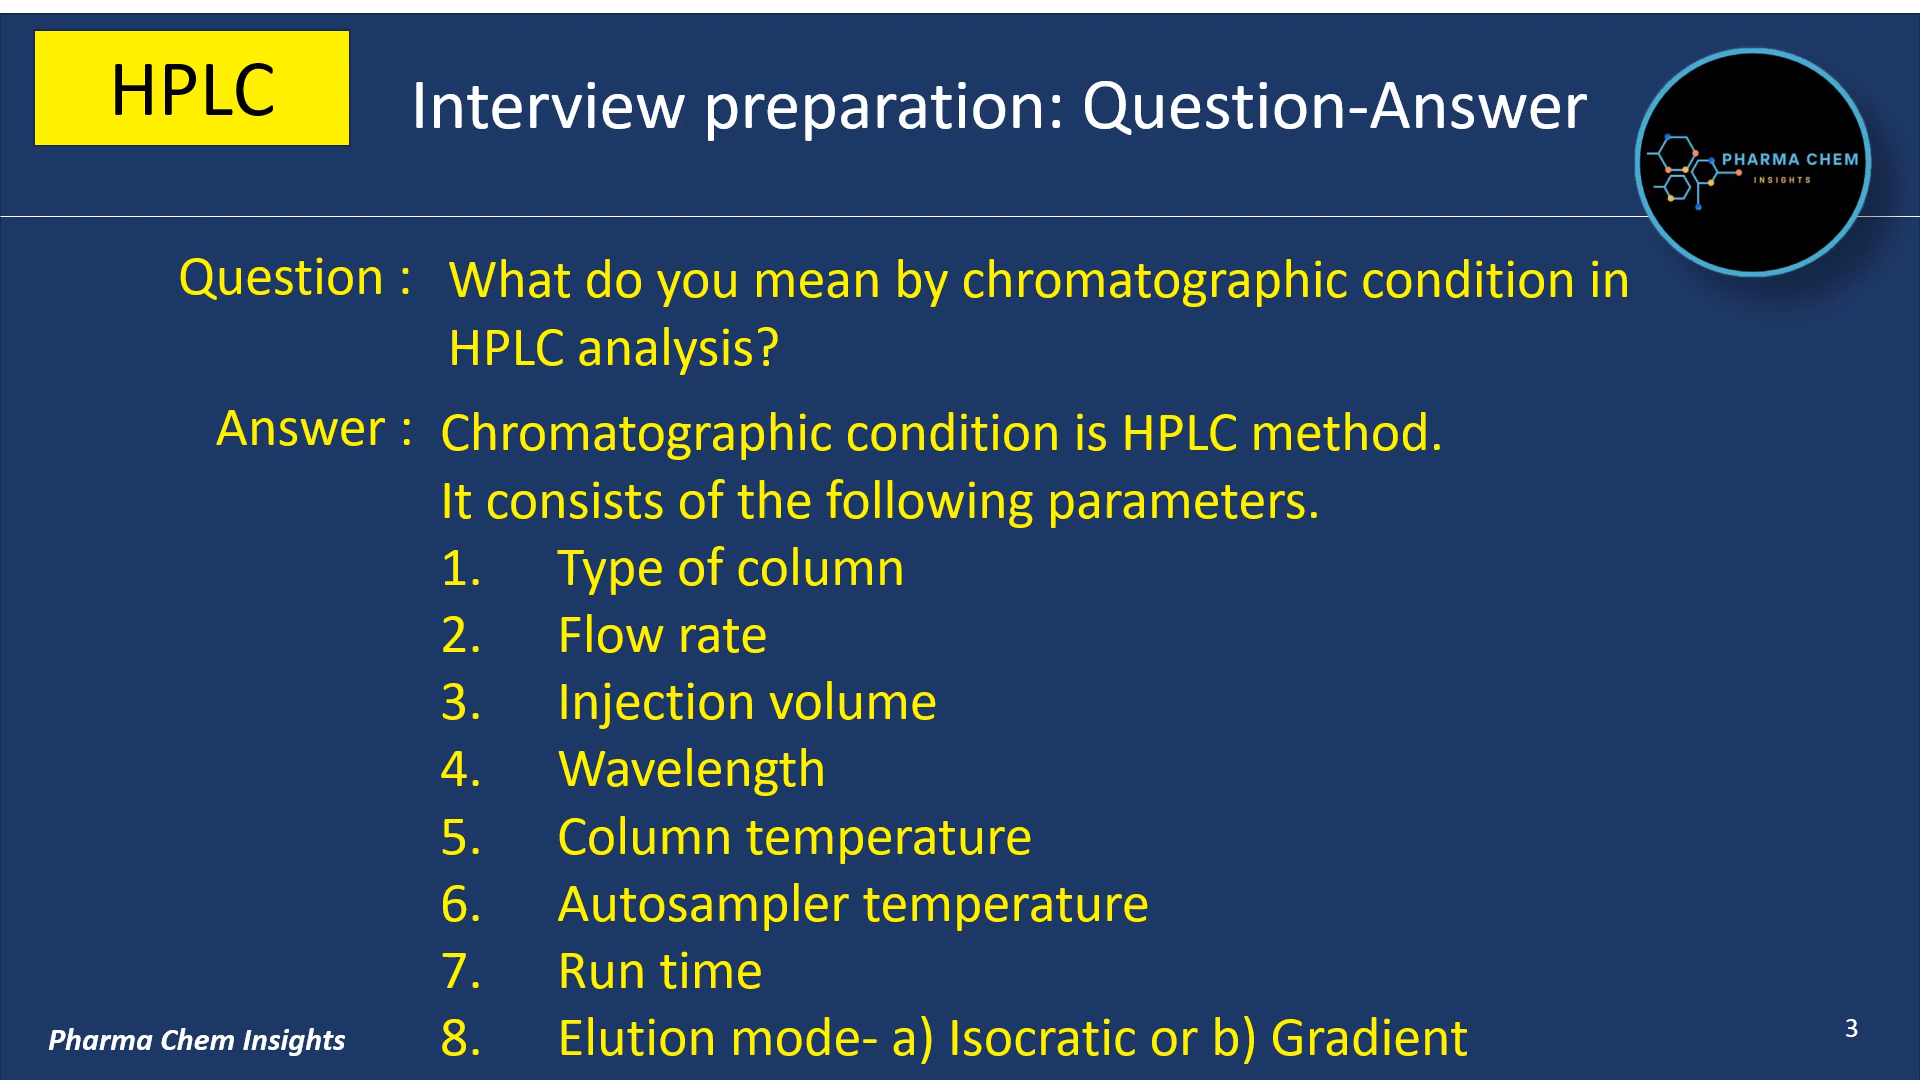 HPLC
Interview preparation: Question-Answer
PHARMA CHEM
INSIGHTS
Question : What do you mean by chromatographic condition in
HPLC analysis?
Answer : Chromatographic condition is HPLC method.
It consists of the following parameters.
1. Type of column
2. Flow rate
3. Injection volume
4. Wavelength
5. Column temperature
6. Autosampler temperature
7. Run time
8. Elution mode- a) Isocratic or b) Gradient
Pharma Chem Insights
3